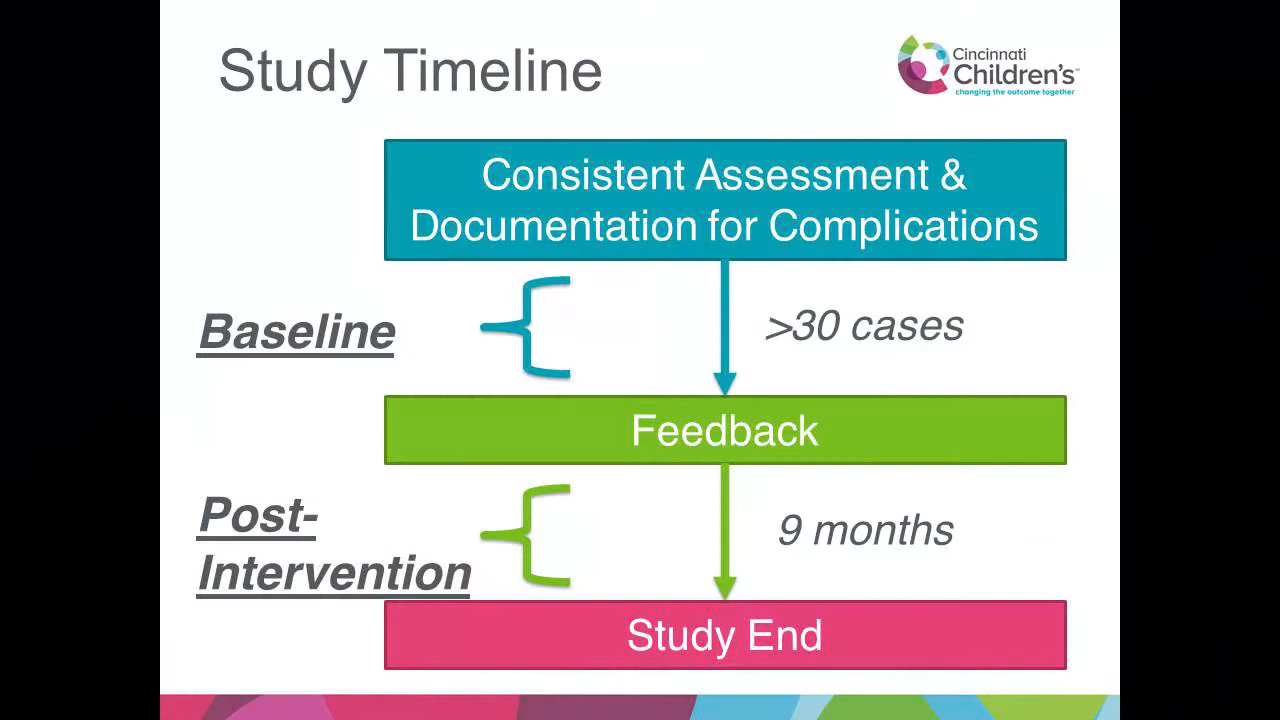 Study Timeline
Cincinnati
Children's™
changing the outcome together
Consistent Assessment &
Documentation for Complications
Baseline
>30 cases
Feedback
Post-
Intervention
9 months
Study End